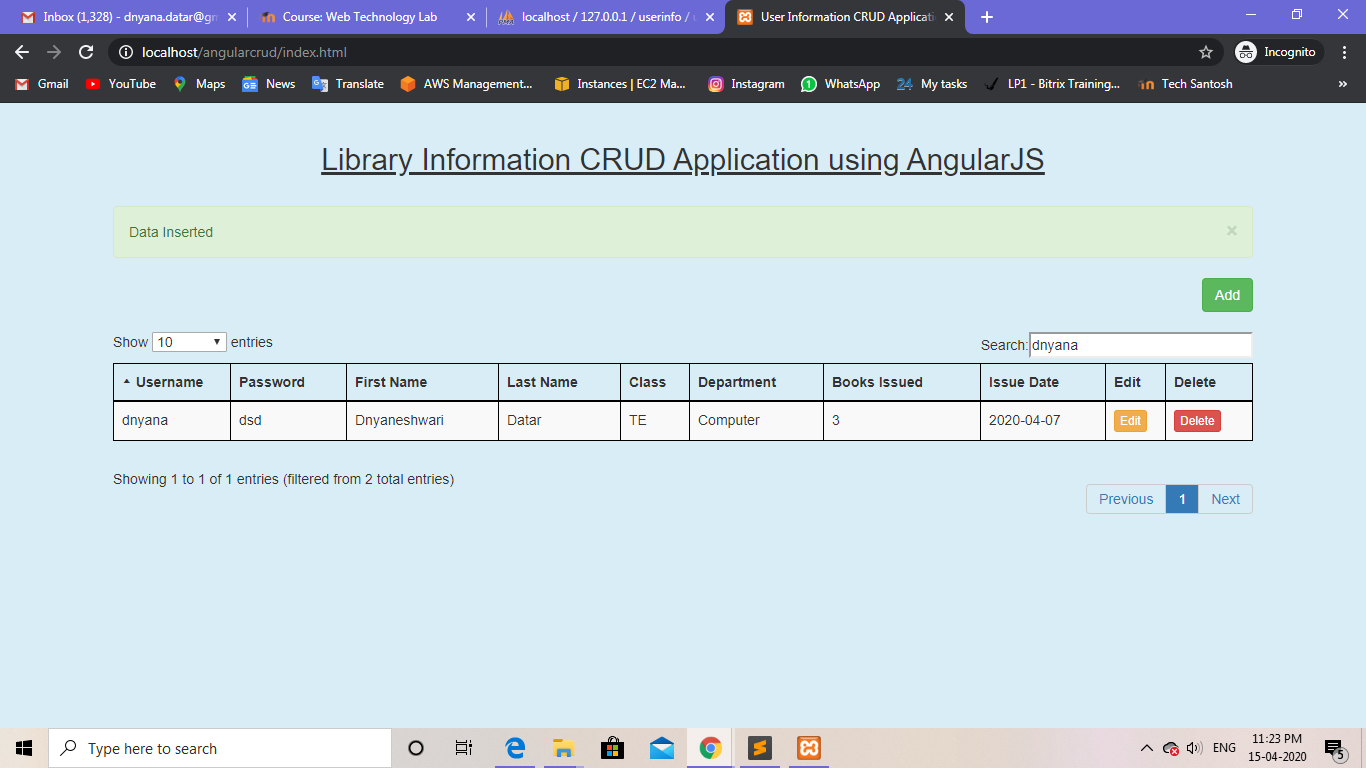 Inbox (1,328) - dnyana.datar@gm
Course: Web Technology Lab
localhost / 127.0.0.1 / userinfo / u
User Information CRUD Applicati
localhost/angularcrud/index.html
Incognito
Gmail YouTube Maps News Translate AWS Management... Instances | EC2 Ma... Instagram WhatsApp 24 My tasks LP1 - Bitrix Training... Tech Santosh »
Library Information CRUD Application using AngularJS
Data Inserted ×
Add
Show 10 entries
Search: dnyana
Username Password First Name Last Name Class Department Books Issued Issue Date Edit Delete
dnyana dsd Dnyaneshwari Datar TE Computer 3 2020-04-07 Edit Delete
Showing 1 to 1 of 1 entries (filtered from 2 total entries)
Previous 1 Next
Type here to search
ENG
11:23 PM
15-04-2020
5